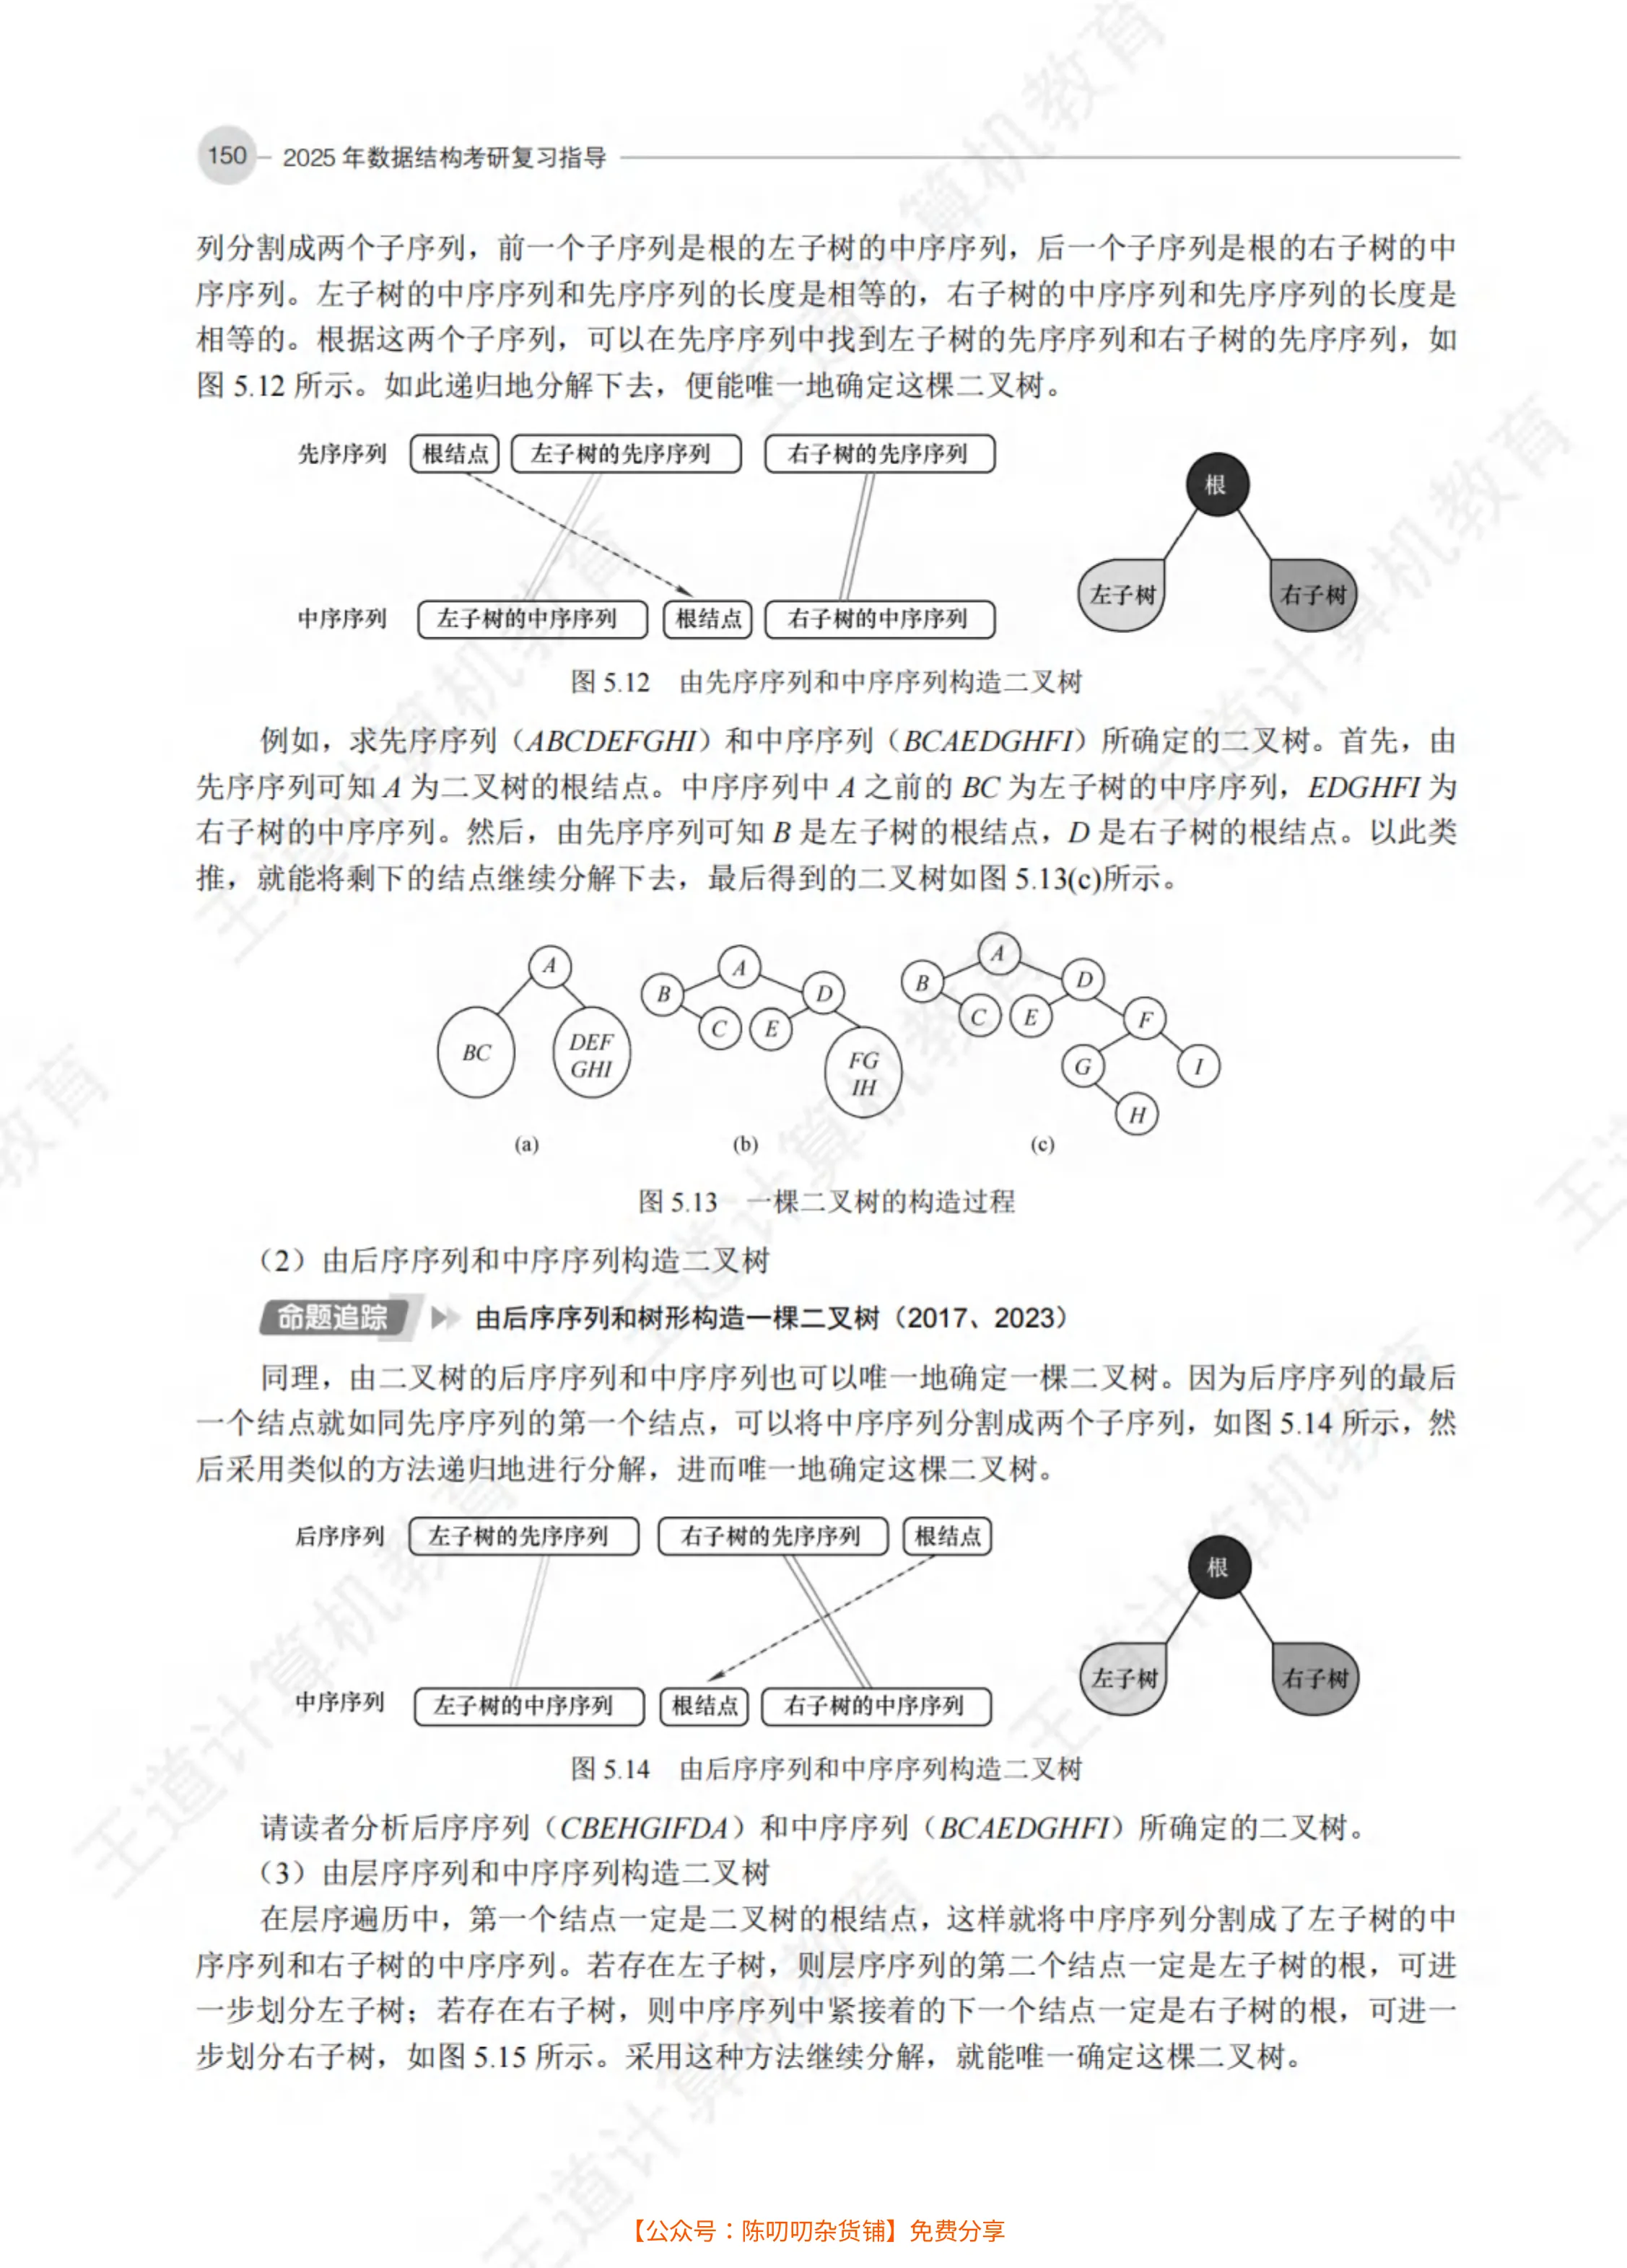 150 2025 年数据结构考研复习指导
列分割成两个子序列，前一个子序列是根的左子树的中序序列，后一个子序列是根的右子树的中
序序列。左子树的中序序列和先序序列的长度是相等的，右子树的中序序列和先序序列的长度是
相等的。根据这两个子序列，可以在先序序列中找到左子树的先序序列和右子树的先序序列，如
图 5.12 所示。如此递归地分解下去，便能唯一地确定这棵二叉树。
先序序列 根结点 左子树的先序序列 右子树的先序序列
根
左子树 右子树
中序序列 左子树的中序序列 根结点 右子树的中序序列
图 5.12 由先序序列和中序序列构造二叉树
例如，求先序序列（ABCDEFGHI）和中序序列（BCAEDGHFI）所确定的二叉树。首先，由
先序序列可知 A 为二叉树的根结点。中序序列中 A 之前的 BC 为左子树的中序序列，EDGHFI 为
右子树的中序序列。然后，由先序序列可知 B 是左子树的根结点，D 是右子树的根结点。以此类
推，就能将剩下的结点继续分解下去，最后得到的二叉树如图 5.13(c)所示。
A
BC
DEF
GHI
(a)
A
B D
C E
FG
IH
(b)
A
B D
C E F
G I
H
(c)
图 5.13 一棵二叉树的构造过程
（2）由后序序列和中序序列构造二叉树
命题追踪 由后序序列和树形构造一棵二叉树（2017、2023）
同理，由二叉树的后序序列和中序序列也可以唯一地确定一棵二叉树。因为后序序列的最后
一个结点就如同先序序列的第一个结点，可以将中序序列分割成两个子序列，如图 5.14 所示，然
后采用类似的方法递归地进行分解，进而唯一地确定这棵二叉树。
后序序列 左子树的先序序列 右子树的先序序列 根结点
根
左子树 右子树
中序序列 左子树的中序序列 根结点 右子树的中序序列
图 5.14 由后序序列和中序序列构造二叉树
请读者分析后序序列（CBEHGIFDA）和中序序列（BCAEDGHFI）所确定的二叉树。
（3）由层序序列和中序序列构造二叉树
在层序遍历中，第一个结点一定是二叉树的根结点，这样就将中序序列分割成了左子树的中
序序列和右子树的中序序列。若存在左子树，则层序序列的第二个结点一定是左子树的根，可进
一步划分左子树；若存在右子树，则中序序列中紧接着的下一个结点一定是右子树的根，可进一
步划分右子树，如图 5.15 所示。采用这种方法继续分解，就能唯一确定这棵二叉树。
【公众号：陈叨叨杂货铺】免费分享
王道计算机教育